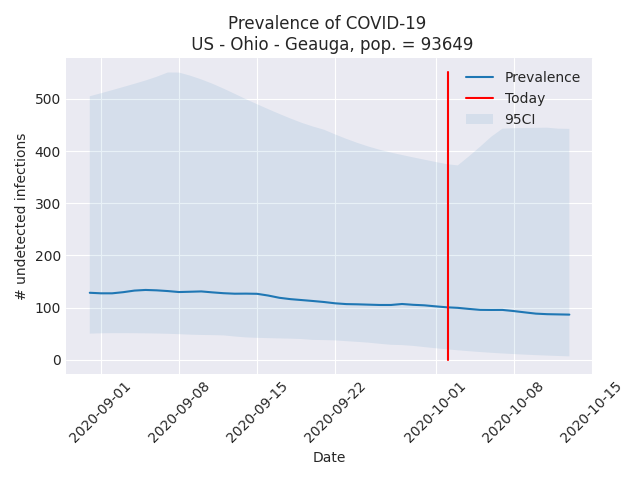 Prevalence of COVID-19
US - Ohio - Geauga, pop. = 93649
Prevalence
Today
95CI
# undetected infections
500
400
300
200
100
0
2020-09-01
2020-09-08
2020-09-15
2020-09-22
2020-10-01
2020-10-08
2020-10-15
Date